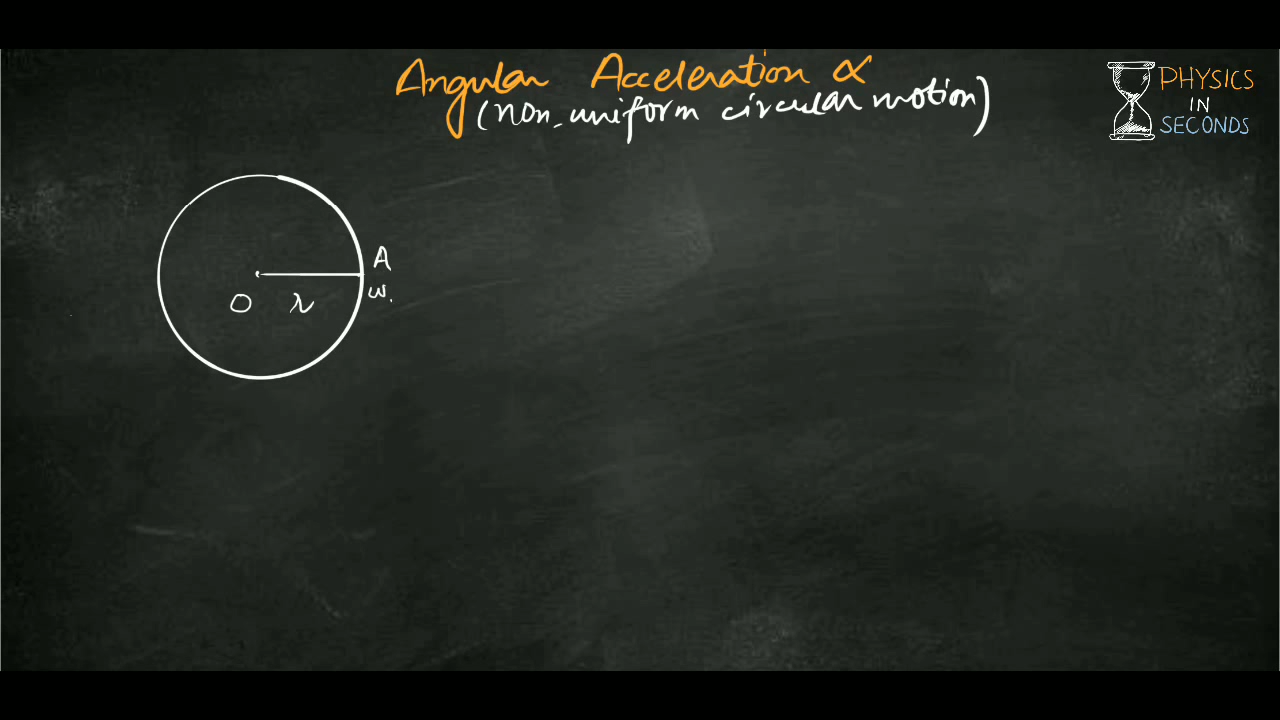 Angular Acceleration ∝
(non-uniform circular motion)
PHYSICS
IN
SECONDS
A
O r ω.